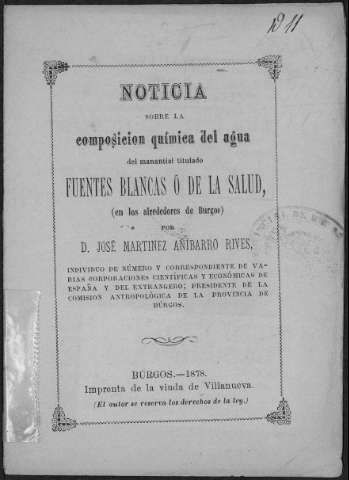 NOTICIA
SOBRE LA
composicion química del agua
del manantial titulado
FUENTES BLANCAS Ó DE LA SALUD,
(en los alrededores de Burgos)
POR
D. JOSÉ MARTINEZ AÑIBARRO RIVES,
INDIVIDUO DE NÚMERO Y CORRESPONDIENTE DE VA-
RIAS CORPORACIONES CIENTÍFICAS Y ECONÓMICAS DE
ESPAÑA Y DEL EXTRANGERO; PRESIDENTE DE LA
COMISION ANTROPOLÓGICA DE LA PROVINCIA DE
BÚRGOS.
BÚRGOS.—1878.
Imprenta de la viuda de Villanueva.
(El autor se reserva los derechos de la ley.)